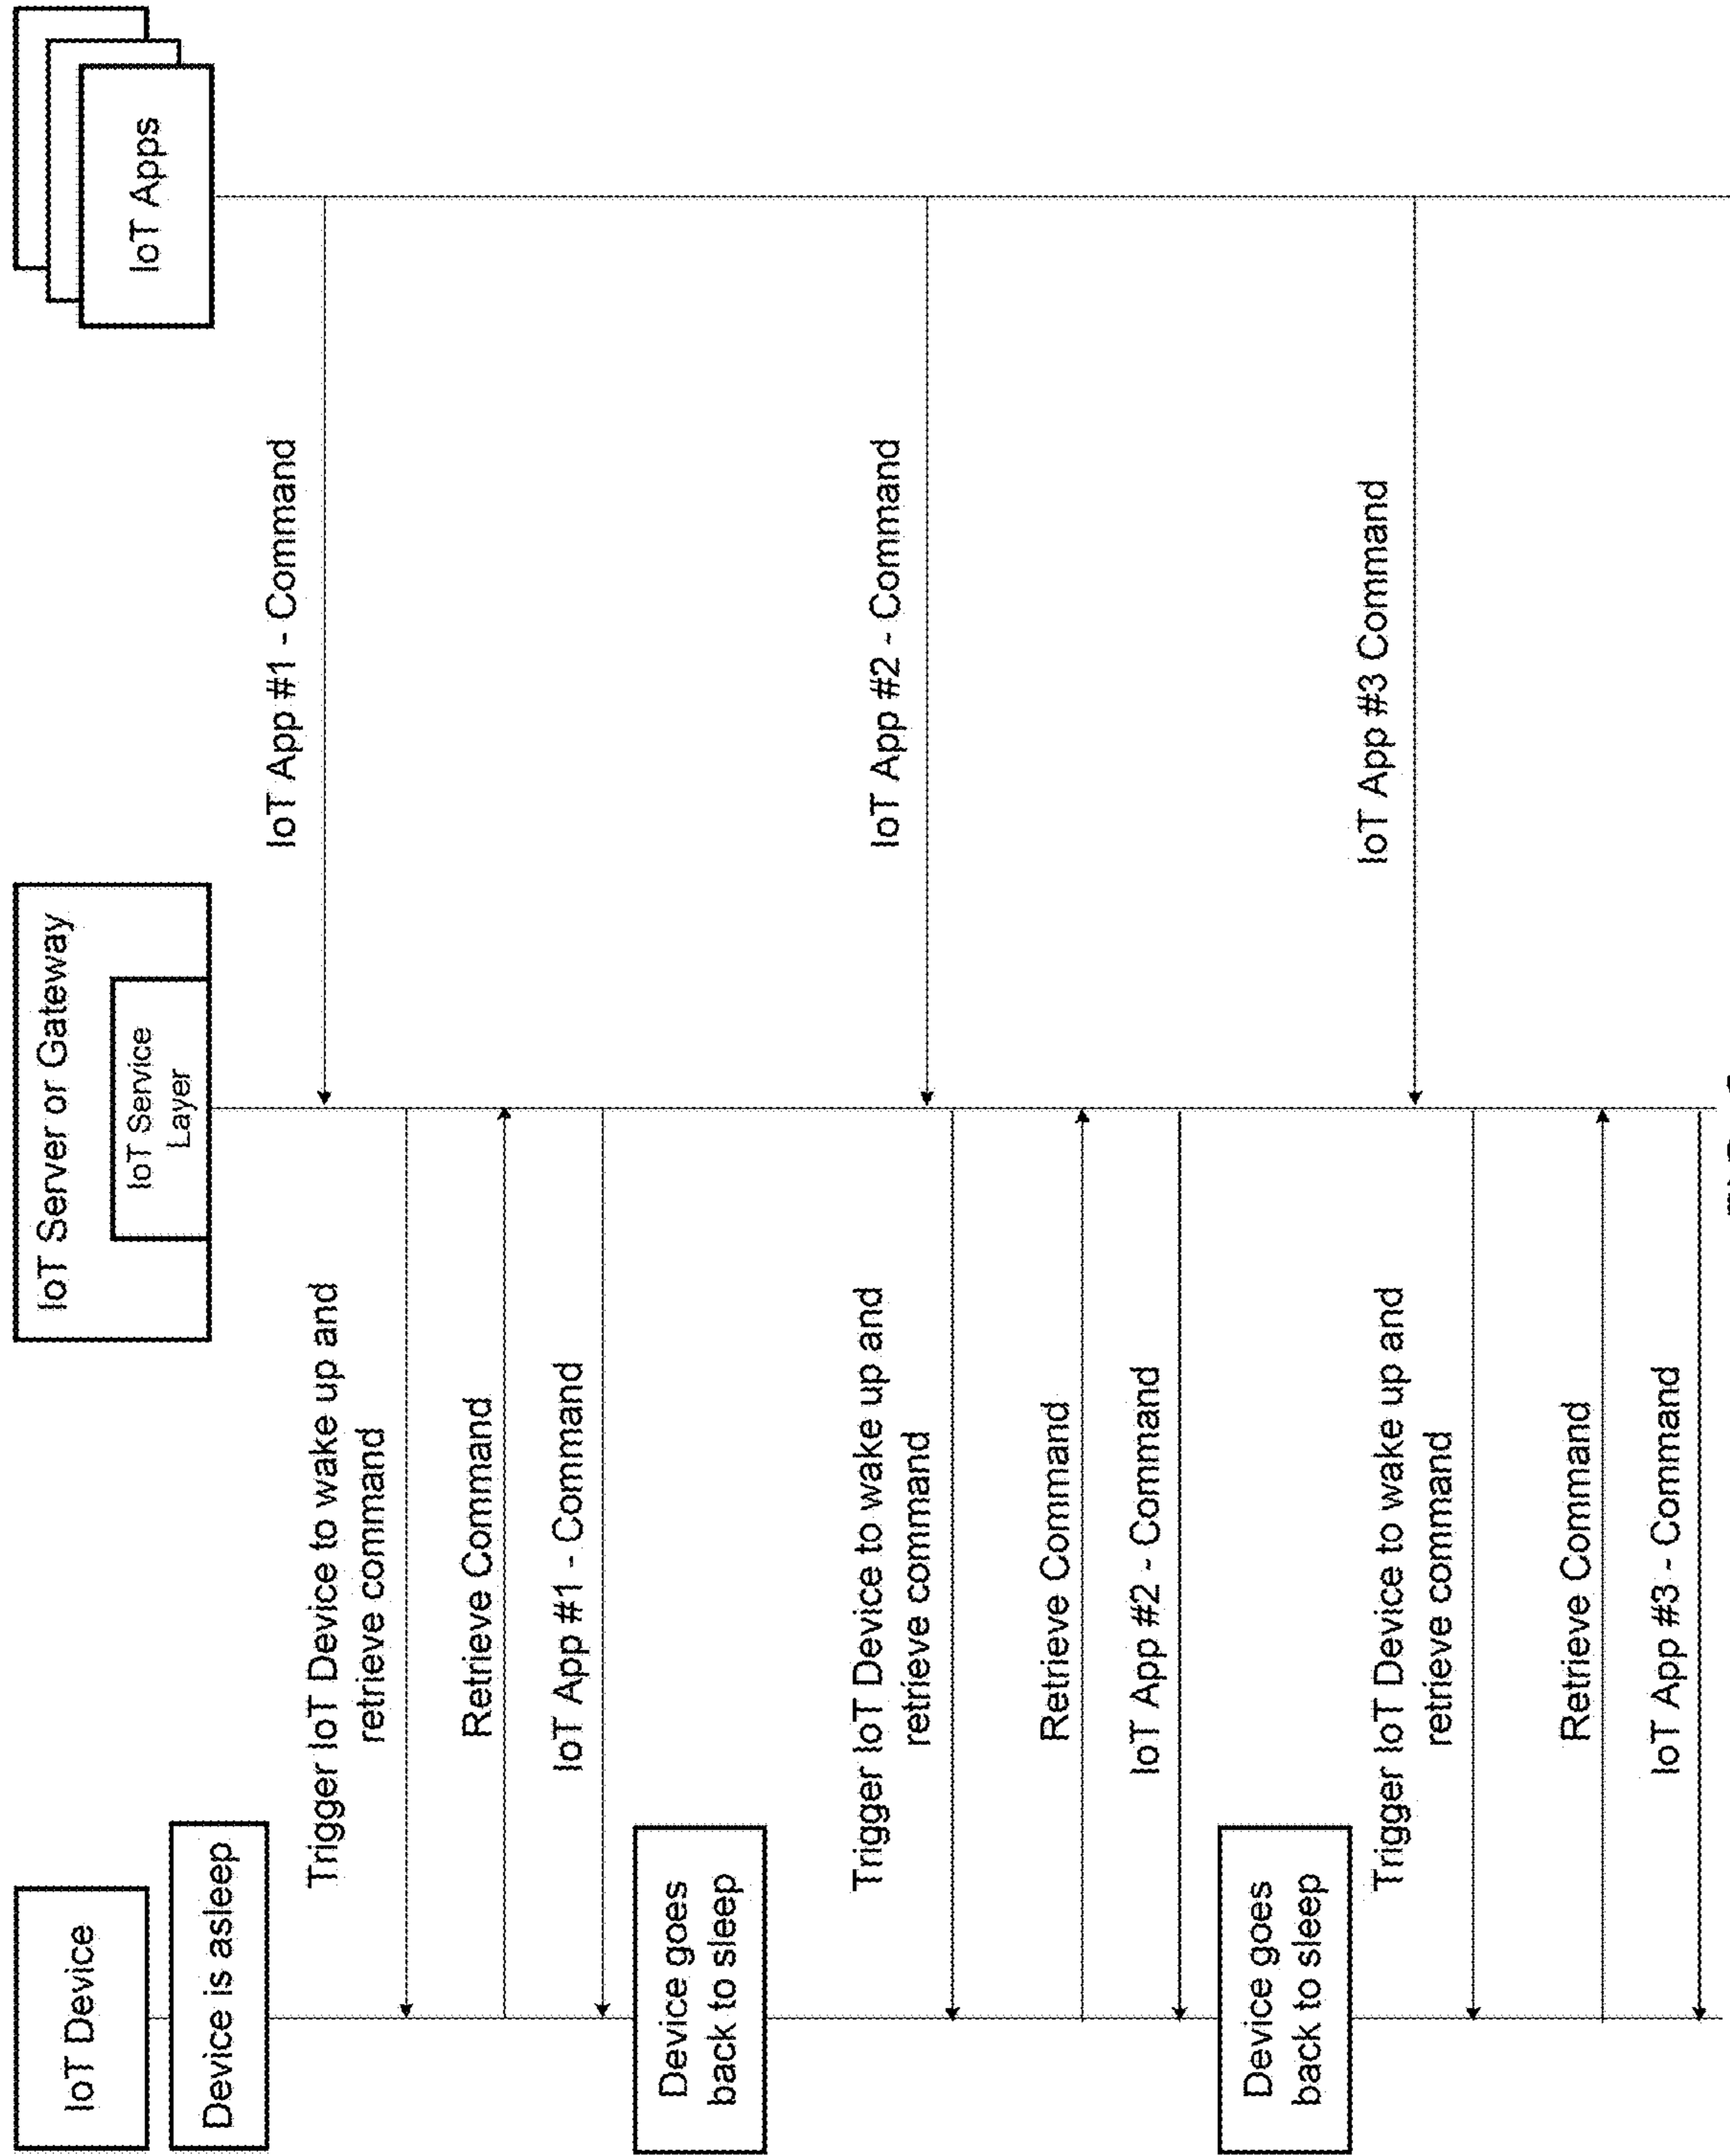 IoT Device
IoT Server or Gateway
IoT Service
Layer
IoT Apps
Device is asleep
IoT App #1 - Command
Trigger IoT Device to wake up and
retrieve command
Retrieve Command
IoT App #1 - Command
Device goes
back to sleep
IoT App #2 - Command
Trigger IoT Device to wake up and
retrieve command
Retrieve Command
IoT App #2 - Command
Device goes
back to sleep
IoT App #3 Command
Trigger IoT Device to wake up and
retrieve command
Retrieve Command
IoT App #3 - Command